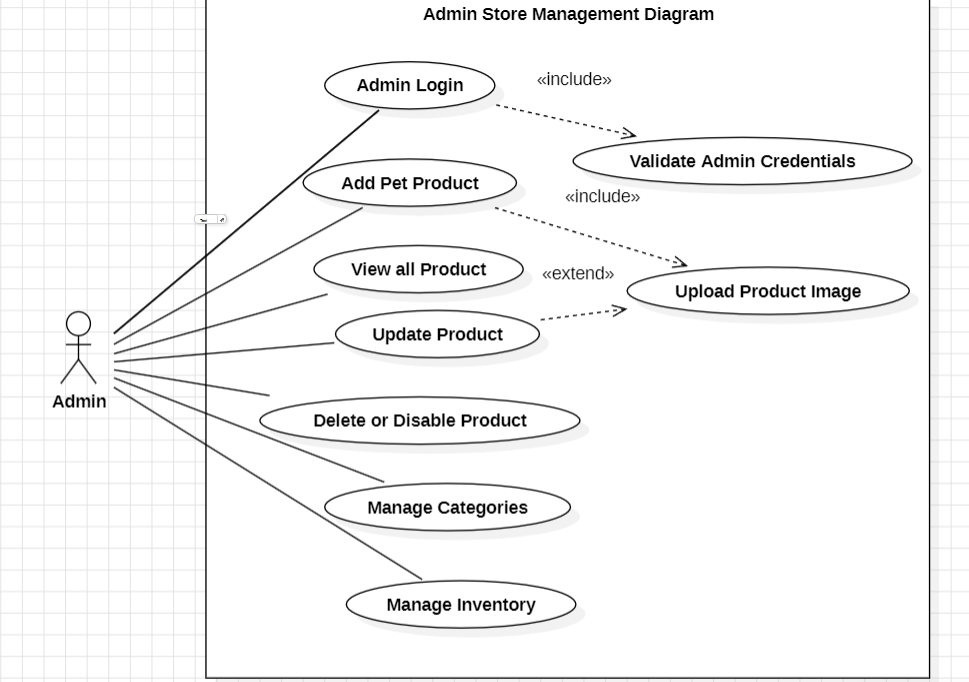 Admin Store Management Diagram
Admin Login
«include»
Validate Admin Credentials
Add Pet Product
«include»
View all Product
«extend»
Upload Product Image
Update Product
Admin
Delete or Disable Product
Manage Categories
Manage Inventory